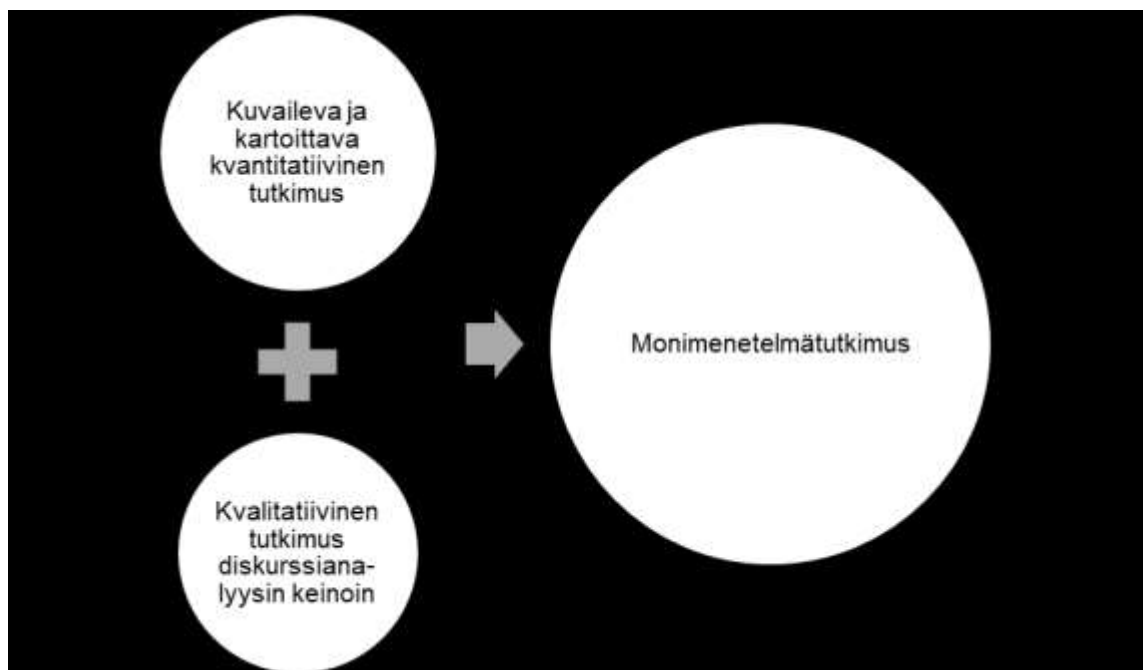 Kuvaileva ja
kartoittava
kvantitatiivinen
tutkimus
Kvalitatiivinen
tutkimus
diskurssiana-
lyysin keinoin
Monimenetelmätutkimus